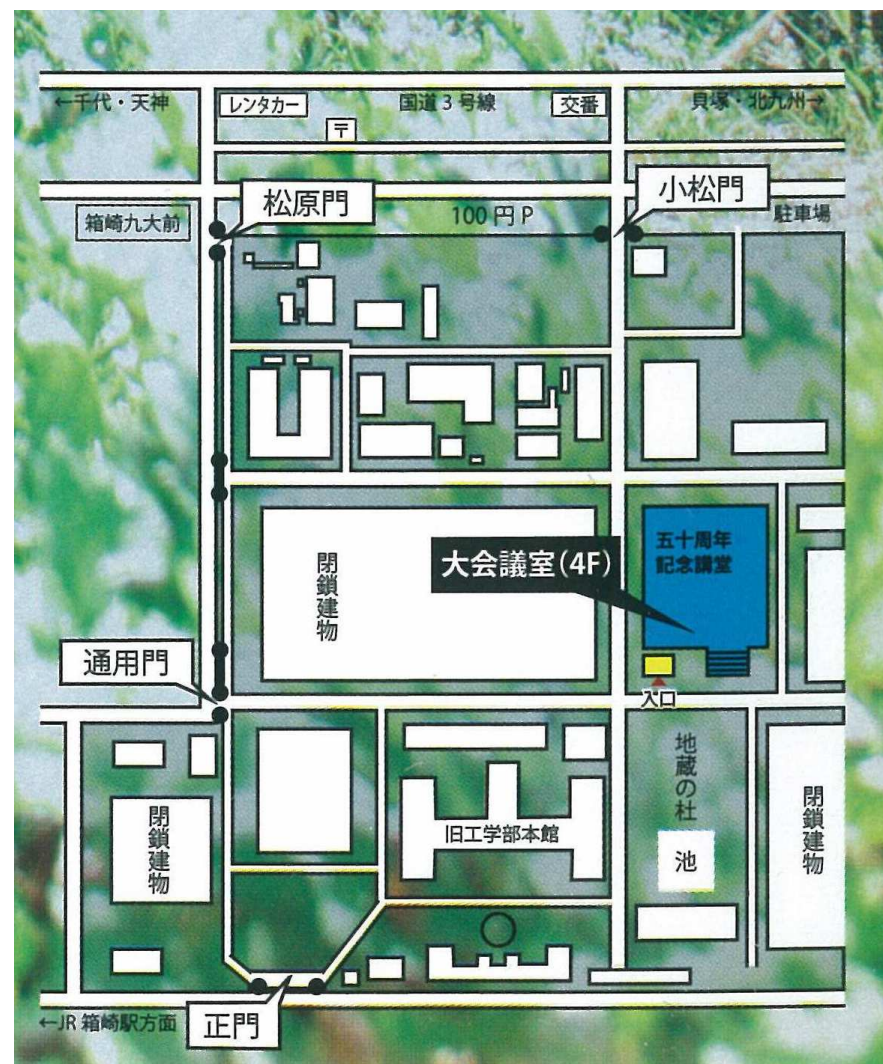 ←千代・天神
レンタカー
国道3号線
交番
貝塚・北九州→
〒
松原門
小松門
箱崎九大前
100円P
駐車場
五十周年
記念講堂
大会議室(4F)
閉鎖建物
通用門
入口
地蔵の杜
閉鎖建物
閉鎖建物
旧工学部本館
池
正門
←JR箱崎駅方面